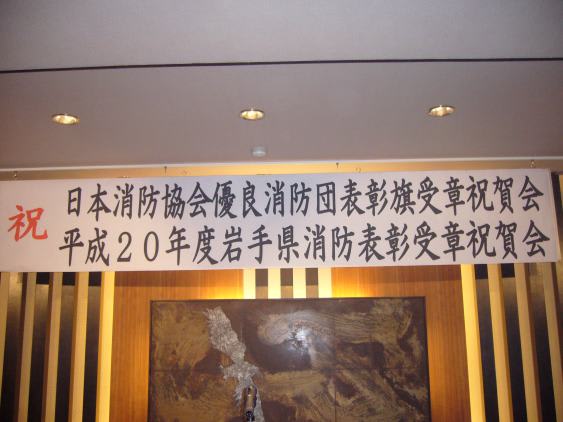 祝
日本消防協会優良消防団表彰旗受章祝賀会
平成20年度岩手県消防表彰受章祝賀会